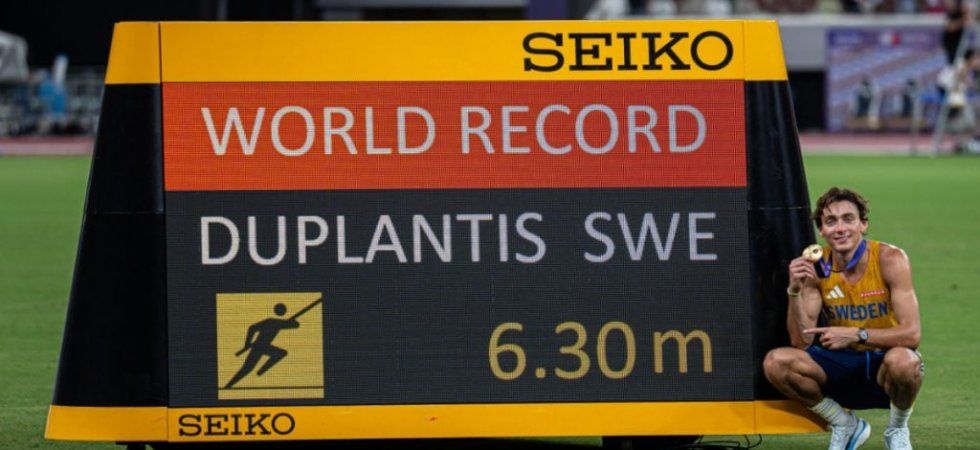 SEIKO
WORLD RECORD
DUPLANTIS SWE
6.30 m
SEIKO
SWEDEN